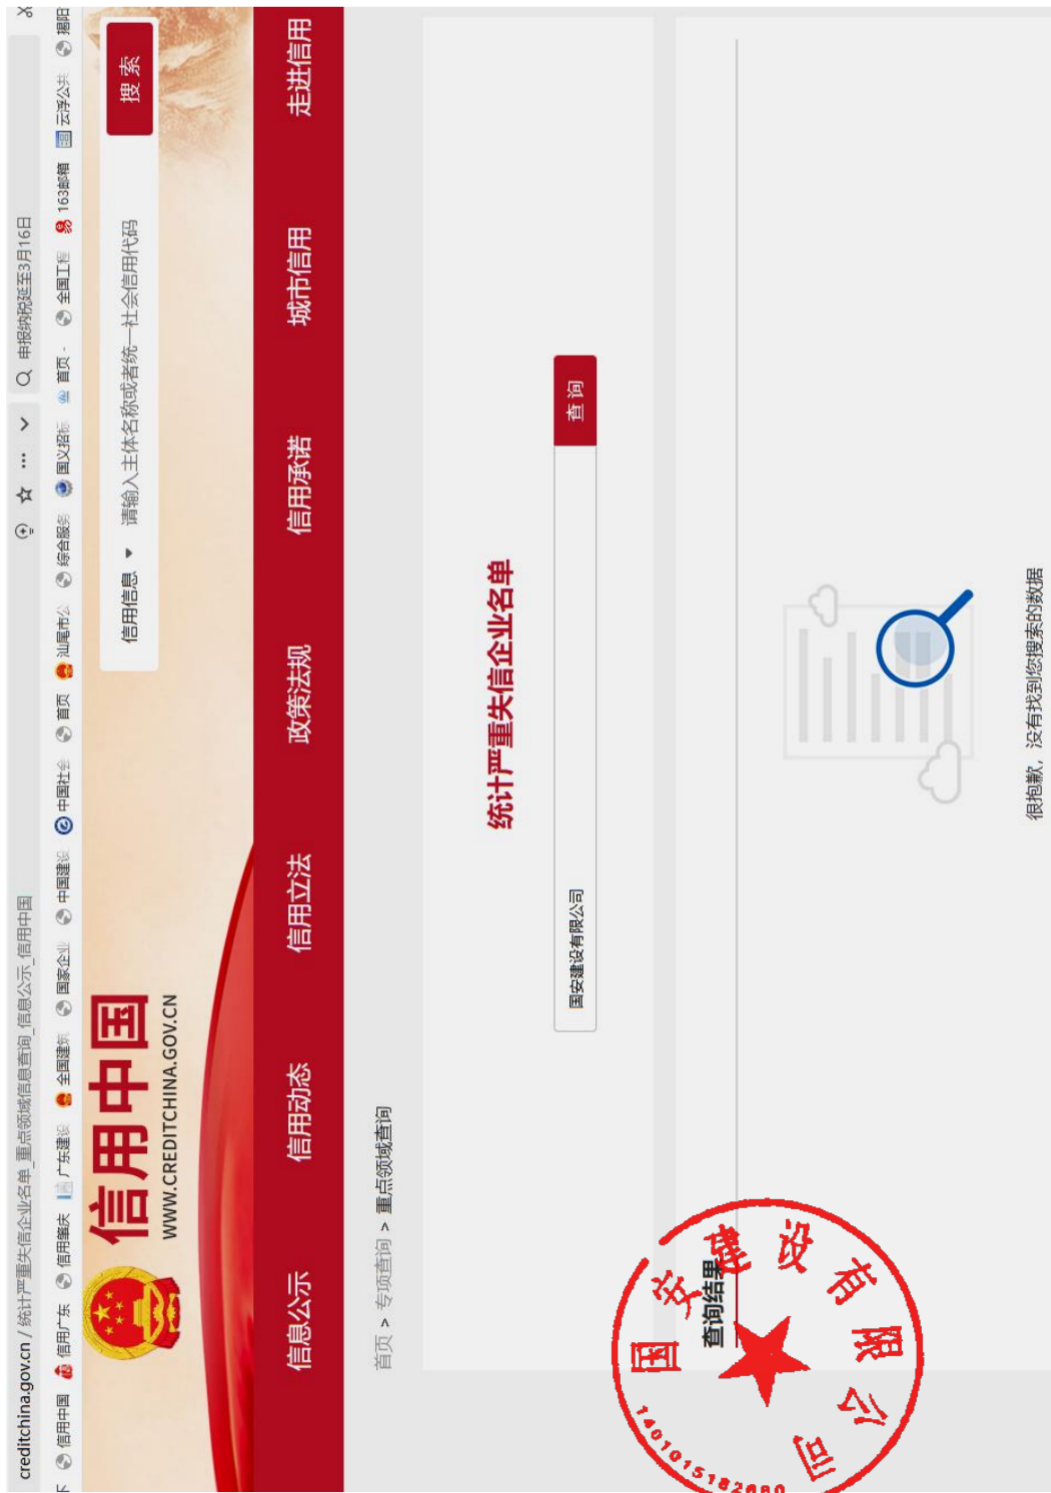 creditchina.gov.cn / 统计严重失信企业名单_重点领域信息查询_信息公示_信用中国
申报纳税延至3月16日
下 信用中国 信用广东 信用肇庆 广东建设 全国建筑 国家企业 中国建设 中国社会 首页 汕尾市公 综合服务 国义招标 首页 - 全国工程 163邮箱 云浮公共 揭阳
信用中国
WWW.CREDITCHINA.GOV.CN
信用信息 请输入主体名称或者统一社会信用代码 搜索
信息公示 信用动态 信用立法 政策法规 信用承诺 城市信用 走进信用
首页 > 专项查询 > 重点领域查询
统计严重失信企业名单
国安建设有限公司 查询
查询结果
很抱歉，没有找到您搜索的数据
国安建设有限公司